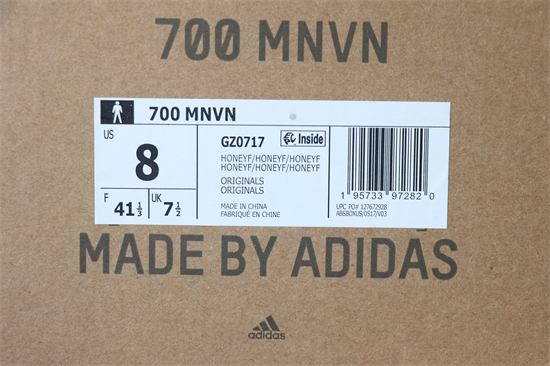 700 MNVN
700 MNVN
US
8
F 41 1/3
UK 7 1/2
GZ0717
Inside
HONEYF/HONEYF/HONEYF
HONEYF/HONEYF/HONEYF
ORIGINALS
ORIGINALS
MADE IN CHINA
FABRIQUÉ EN CHINE
1 95733 97282 0
UPC PO# 127672928
ABSBOXUS/0517/V03
MADE BY ADIDAS
adidas